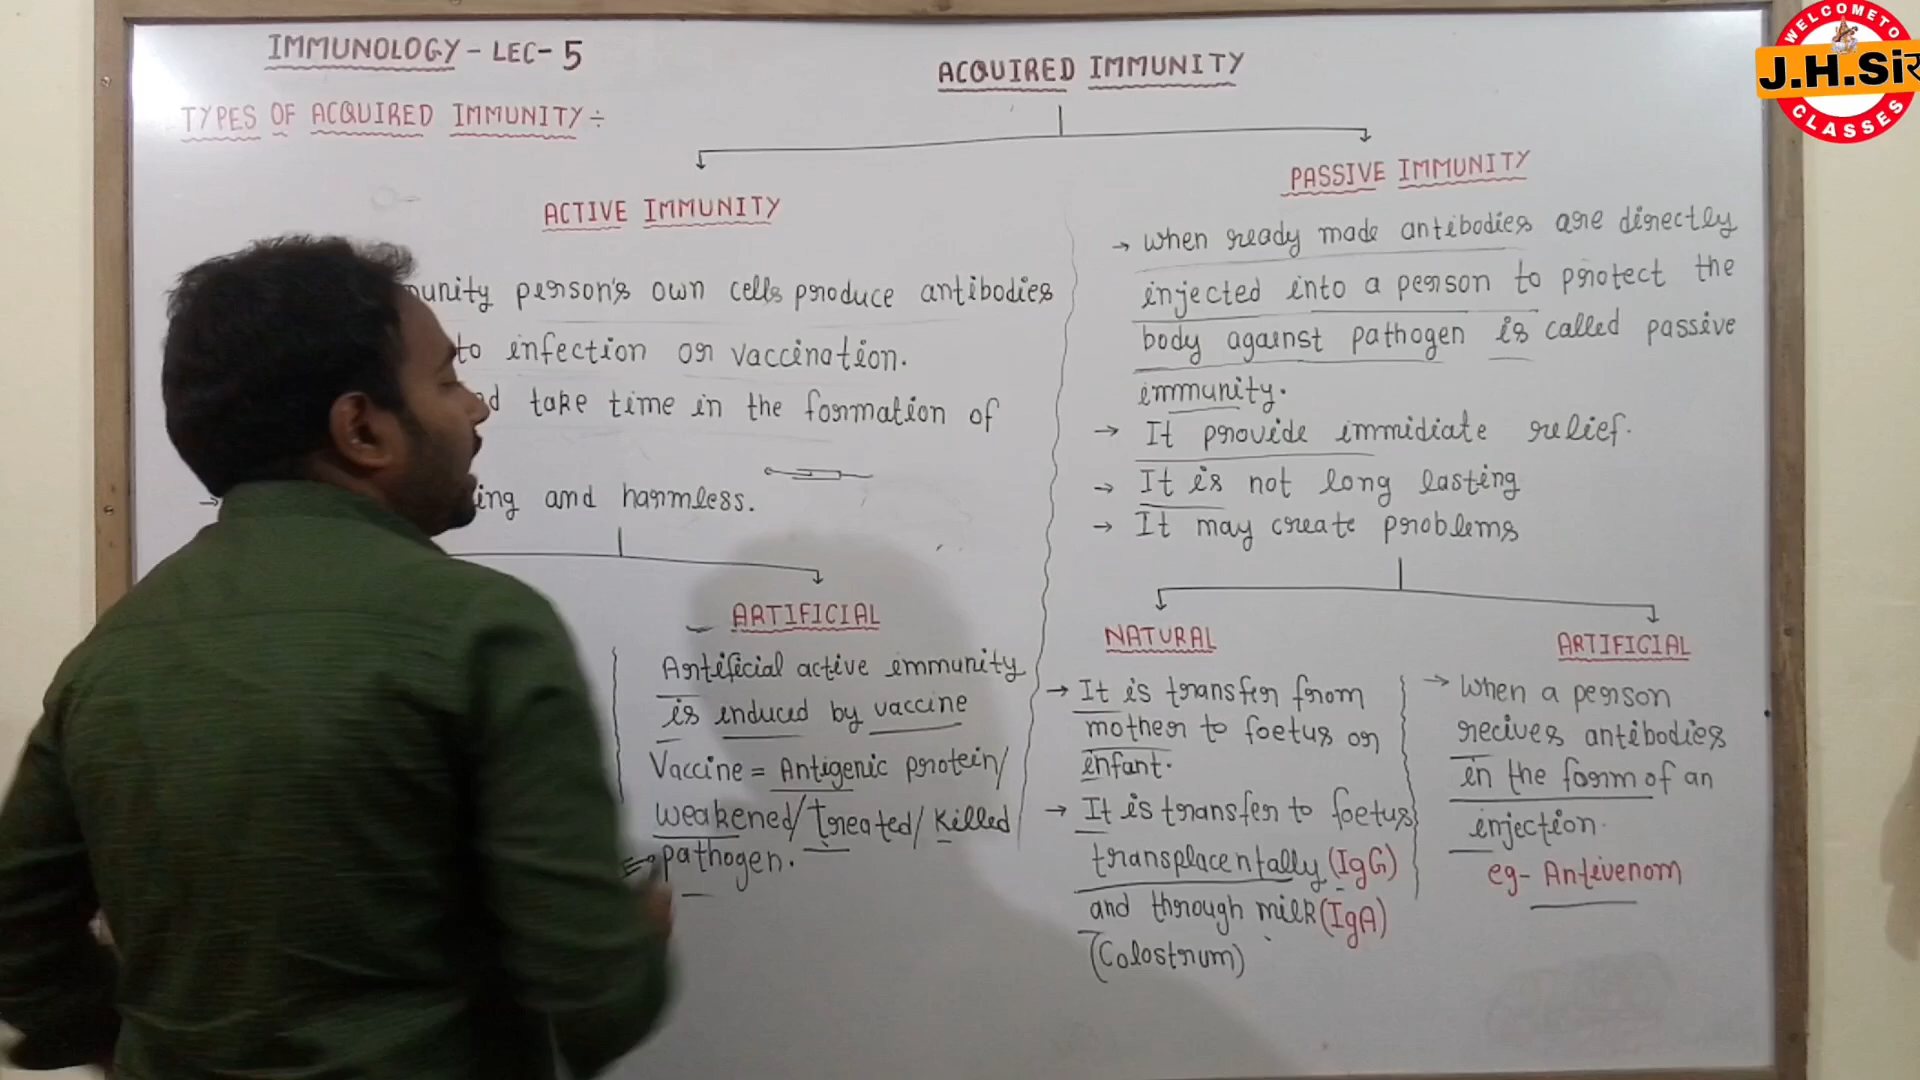 IMMUNOLOGY - LEC- 5
TYPES OF ACQUIRED IMMUNITY ÷
ACQUIRED IMMUNITY
ACTIVE IMMUNITY
person's own cells produce antibodies
to infection or vaccination.
take time in the formation of
→ and harmless.
ARTIFICIAL
Artificial active immunity
is induced by vaccine
Vaccine = Antigenic protein/
weakened/Treated/Killed
pathogen.
PASSIVE IMMUNITY
→ When ready made antibodies are directly
injected into a person to protect the
body against pathogen is called passive
immunity.
→ It provide immidiate relief.
→ It is not long lasting
→ It may create problems
NATURAL
→ It is transfer from
mother to foetus or
infant.
→ It is transfer to foetus
transplacentally (IgG)
and through milk (IgA)
(Colostrum)
ARTIFICIAL
→ When a person
recives antibodies
in the form of an
injection.
eg- Antivenom
WELCOME TO
J.H.Siर
CLASSES